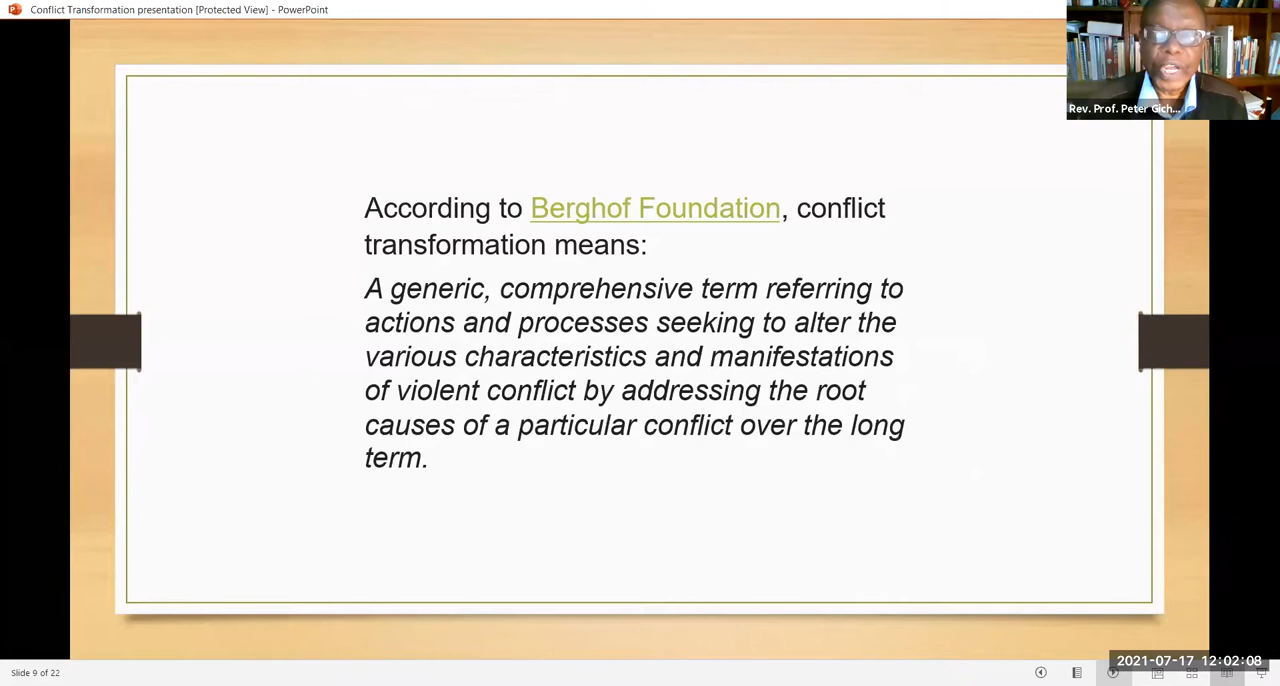 Conflict Transformation presentation [Protected View] - PowerPoint
Rev. Prof. Peter Gich...
According to Berghof Foundation, conflict
transformation means:
A generic, comprehensive term referring to
actions and processes seeking to alter the
various characteristics and manifestations
of violent conflict by addressing the root
causes of a particular conflict over the long
term.
2021-07-17 12:02:08
Slide 9 of 22